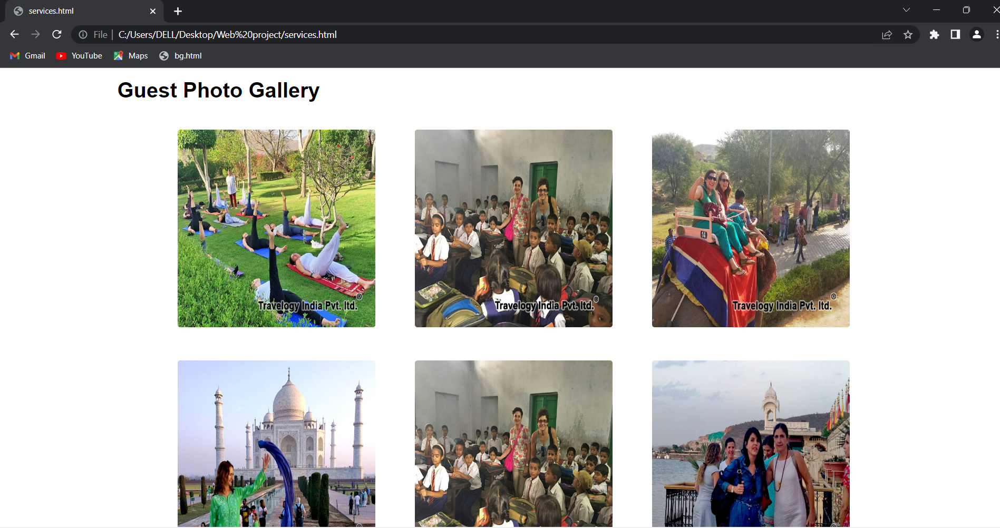 services.html
File | C:/Users/DELL/Desktop/Web%20project/services.html
Gmail YouTube Maps bg.html
Guest Photo Gallery
Travelogy India Pvt. ltd.® Travelogy India Pvt. ltd.® Travelogy India Pvt. ltd.®
14